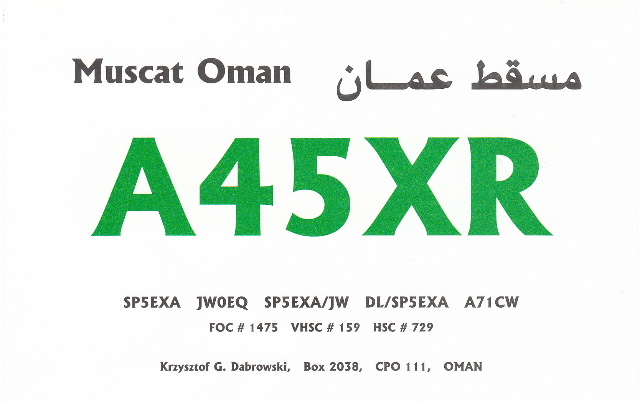 Muscat Oman مسقط عمان
A45XR
SP5EXA JW0EQ SP5EXA/JW DL/SP5EXA A71CW
FOC # 1475 VHSC # 159 HSC # 729
Krzysztof G. Dabrowski, Box 2038, CPO 111, OMAN